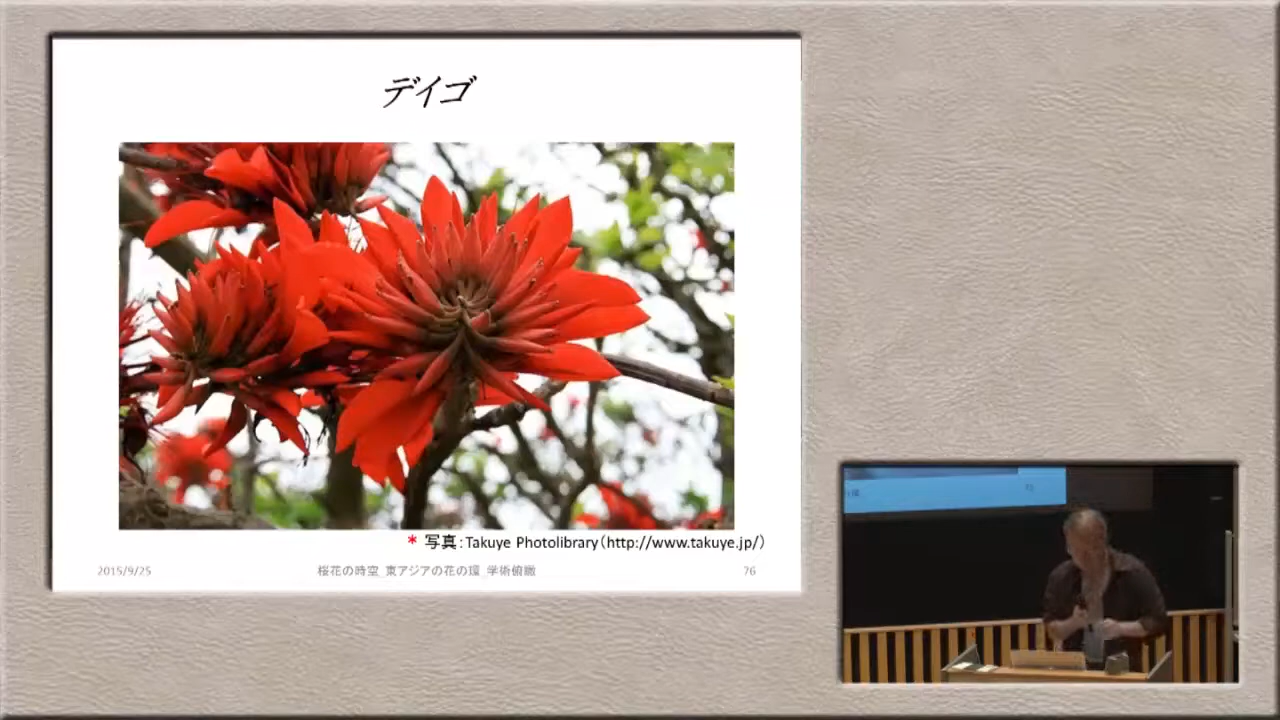 デイゴ
* 写真：Takuye Photolibrary（http://www.takuye.jp/）
2015/9/25
桜花の時空_東アジアの花の環_学術俯瞰
76